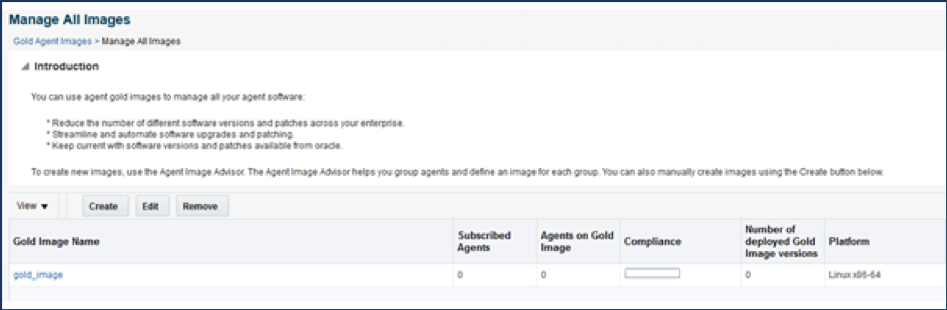 Manage All Images
Gold Agent Images > Manage All Images
Introduction
You can use agent gold images to manage all your agent software:
* Reduce the number of different software versions and patches across your enterprise.
* Streamline and automate software upgrades and patching.
* Keep current with software versions and patches available from oracle.
To create new images, use the Agent Image Advisor. The Agent Image Advisor helps you group agents and define an image for each group. You can also manually create images using the Create button below.
View Create Edit Remove
Gold Image Name Subscribed Agents Agents on Gold Image Compliance Number of deployed Gold Image versions Platform
gold_image 0 0 0 Linux x86-64